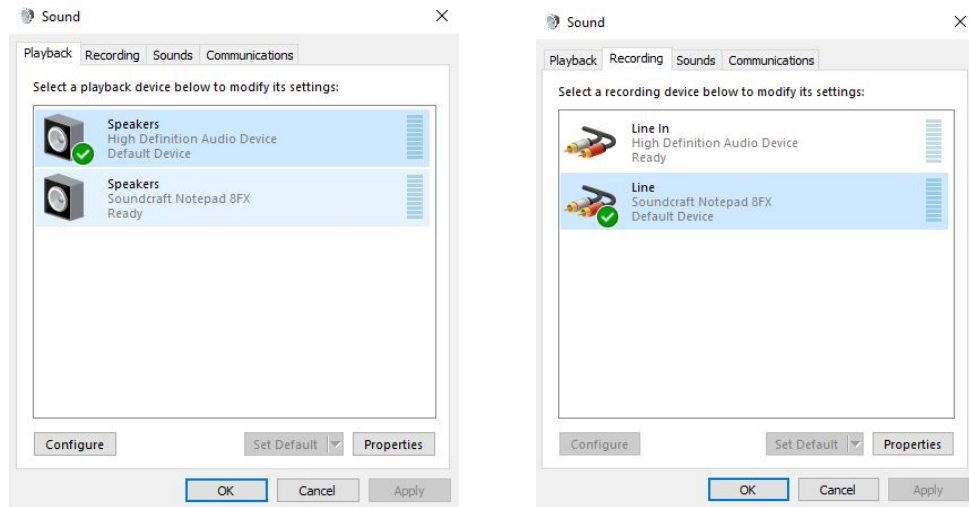 Sound
Playback Recording Sounds Communications
Select a playback device below to modify its settings:
Speakers
High Definition Audio Device
Default Device
Speakers
Soundcraft Notepad 8FX
Ready
Configure Set Default Properties
OK Cancel Apply
Sound
Playback Recording Sounds Communications
Select a recording device below to modify its settings:
Line In
High Definition Audio Device
Ready
Line
Soundcraft Notepad 8FX
Default Device
Configure Set Default Properties
OK Cancel Apply